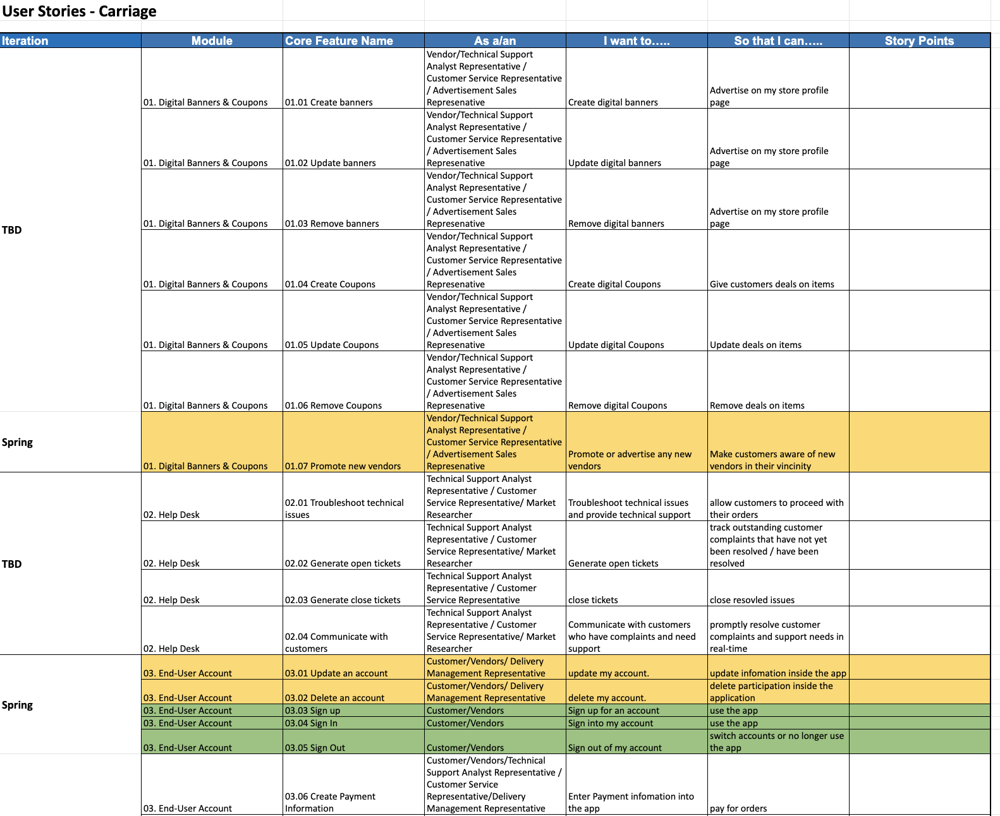 User Stories - Carriage
Iteration Module Core Feature Name As a/an I want to….. So that I can….. Story Points
TBD
01. Digital Banners & Coupons
01.01 Create banners
Vendor/Technical Support
Analyst Representative /
Customer Service Representative
/ Advertisement Sales
Represenative
Create digital banners
Advertise on my store profile
page
01. Digital Banners & Coupons
01.02 Update banners
Vendor/Technical Support
Analyst Representative /
Customer Service Representative
/ Advertisement Sales
Represenative
Update digital banners
Advertise on my store profile
page
01. Digital Banners & Coupons
01.03 Remove banners
Vendor/Technical Support
Analyst Representative /
Customer Service Representative
/ Advertisement Sales
Represenative
Remove digital banners
Advertise on my store profile
page
01. Digital Banners & Coupons
01.04 Create Coupons
Vendor/Technical Support
Analyst Representative /
Customer Service Representative
/ Advertisement Sales
Represenative
Create digital Coupons
Give customers deals on items
01. Digital Banners & Coupons
01.05 Update Coupons
Vendor/Technical Support
Analyst Representative /
Customer Service Representative
/ Advertisement Sales
Represenative
Update digital Coupons
Update deals on items
01. Digital Banners & Coupons
01.06 Remove Coupons
Vendor/Technical Support
Analyst Representative /
Customer Service Representative
/ Advertisement Sales
Represenative
Remove digital Coupons
Remove deals on items
Spring
01. Digital Banners & Coupons
01.07 Promote new vendors
Vendor/Technical Support
Analyst Representative /
Customer Service Representative
/ Advertisement Sales
Represenative
Promote or advertise any new
vendors
Make customers aware of new
vendors in their vincinity
TBD
02. Help Desk
02.01 Troubleshoot technical
issues
Technical Support Analyst
Representative / Customer
Service Representative/ Market
Researcher
Troubleshoot technical issues
and provide technical support
allow customers to proceed with
their orders
02. Help Desk
02.02 Generate open tickets
Technical Support Analyst
Representative / Customer
Service Representative/ Market
Researcher
Generate open tickets
track outstanding customer
complaints that have not yet
been resolved / have been
resolved
02. Help Desk
02.03 Generate close tickets
Technical Support Analyst
Representative / Customer
Service Representative
close tickets
close resovled issues
02. Help Desk
02.04 Communicate with
customers
Technical Support Analyst
Representative / Customer
Service Representative/ Market
Researcher
Communicate with customers
who have complaints and need
support
promptly resolve customer
complaints and support needs in
real-time
Spring
03. End-User Account
03.01 Update an account
Customer/Vendors/ Delivery
Management Representative
update my account.
update infomation inside the app
03. End-User Account
03.02 Delete an account
Customer/Vendors/ Delivery
Management Representative
delete my account.
delete participation inside the
application
03. End-User Account
03.03 Sign up
Customer/Vendors
Sign up for an account
use the app
03. End-User Account
03.04 Sign In
Customer/Vendors
Sign into my account
use the app
03. End-User Account
03.05 Sign Out
Customer/Vendors
Sign out of my account
switch accounts or no longer use
the app
03. End-User Account
03.06 Create Payment
Information
Customer/Vendors/Technical
Support Analyst Representative /
Customer Service
Representative/Delivery
Management Representative
Enter Payment infomation into
the app
pay for orders